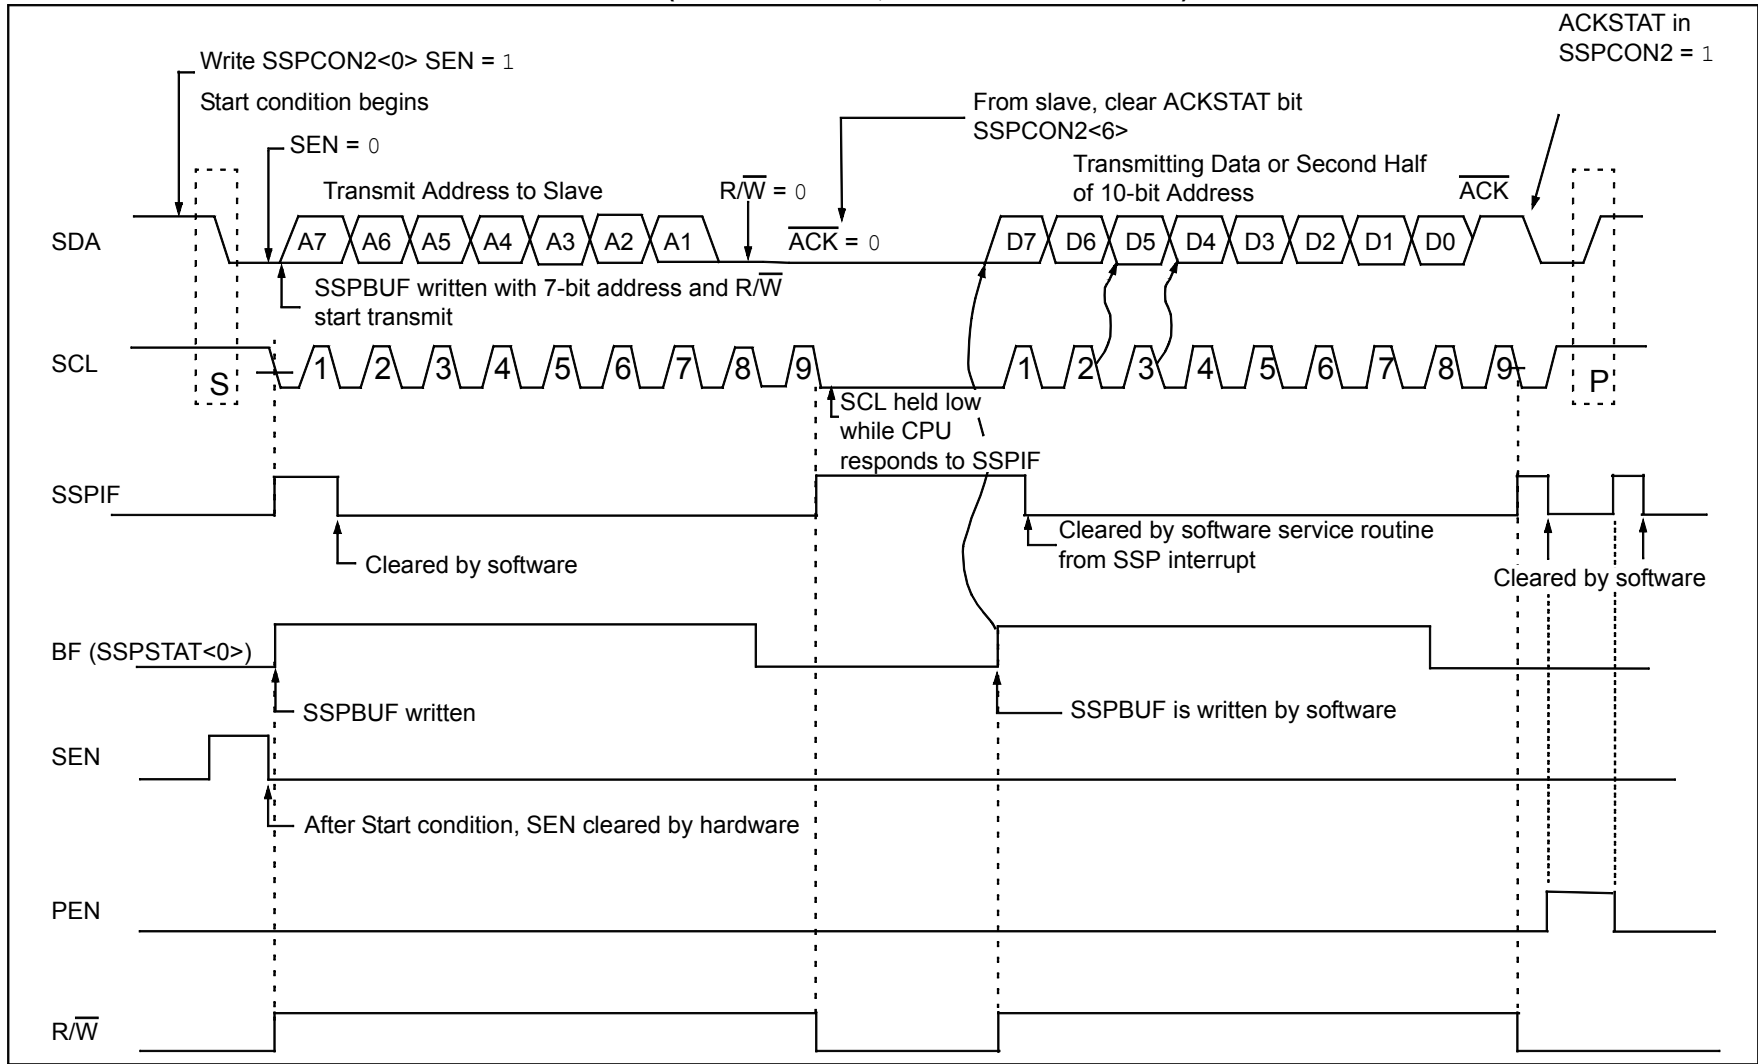 ACKSTAT in
SSPCON2 = 1
Write SSPCON2<0> SEN = 1
Start condition begins
From slave, clear ACKSTAT bit
SSPCON2<6>
SEN = 0
Transmitting Data or Second Half
of 10-bit Address
Transmit Address to Slave
R/W = 0
ACK
SDA
A7 A6 A5 A4 A3 A2 A1
ACK = 0
D7 D6 D5 D4 D3 D2 D1 D0
SSPBUF written with 7-bit address and R/W
start transmit
SCL
S
1 2 3 4 5 6 7 8 9
1 2 3 4 5 6 7 8 9
P
SCL held low
while CPU
responds to SSPIF
SSPIF
Cleared by software
Cleared by software service routine
from SSP interrupt
Cleared by software
BF (SSPSTAT<0>)
SSPBUF written
SSPBUF is written by software
SEN
After Start condition, SEN cleared by hardware
PEN
R/W